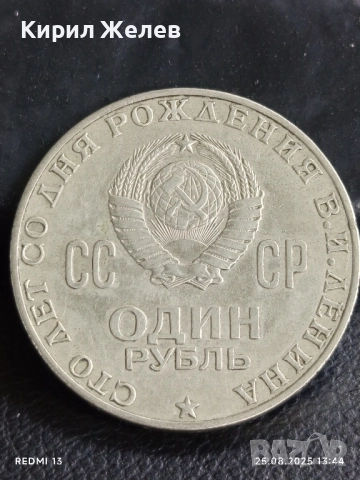 Кирил Желев
СТО ЛЕТ СО ДНЯ РОЖДЕНИЯ В.И.ЛЕНИНА
СС СР
ОДИН
РУБЛЬ
REDMI 13
25.08.2025 13:44